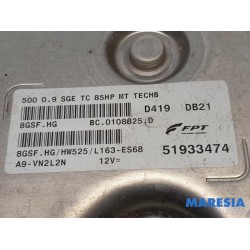 500 0.9 SGE TC 85HP MT TECHB
D419 DB21
8GSF.HG BC.0108825.D
FPT
8GSF.HG/HW525/L163-ES68
51933474
A9-VN2L2N 12V=
MARESIA